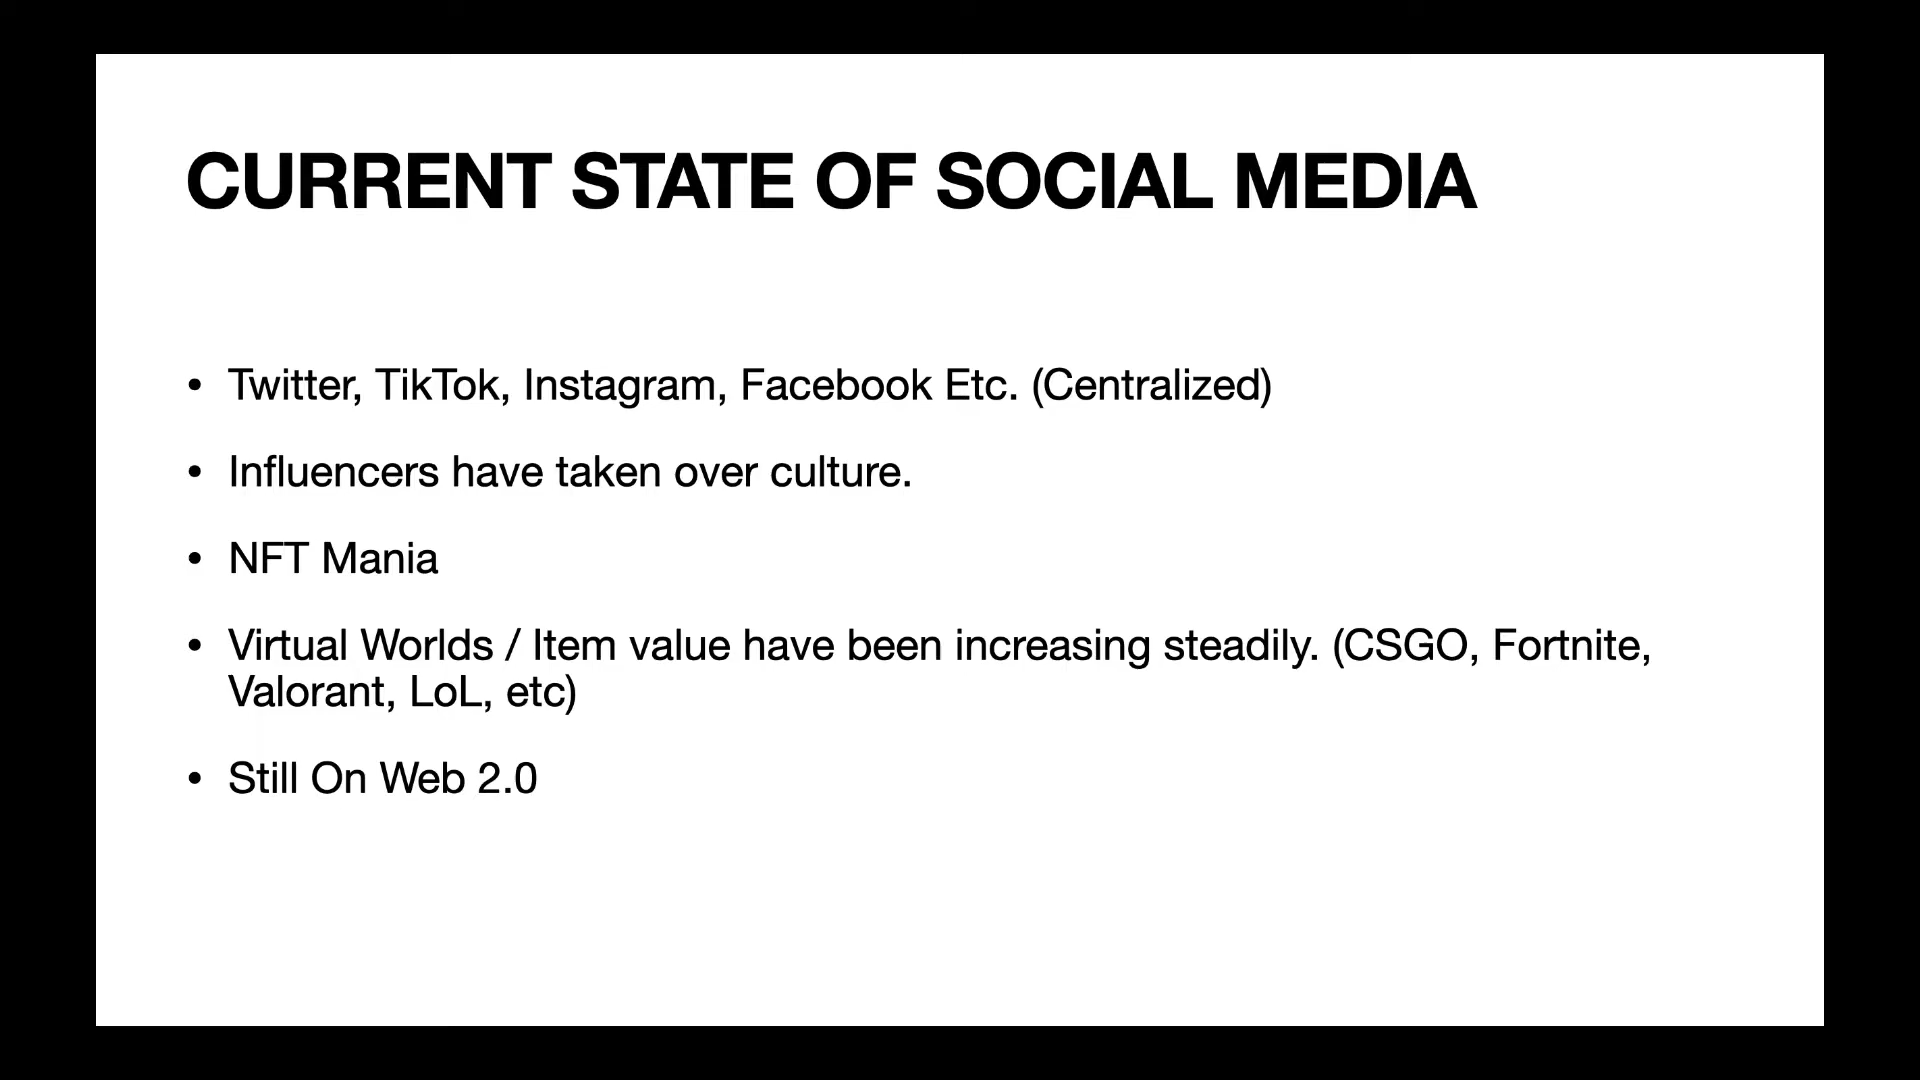 CURRENT STATE OF SOCIAL MEDIA
• Twitter, TikTok, Instagram, Facebook Etc. (Centralized)
• Influencers have taken over culture.
• NFT Mania
• Virtual Worlds / Item value have been increasing steadily. (CSGO, Fortnite,
Valorant, LoL, etc)
• Still On Web 2.0